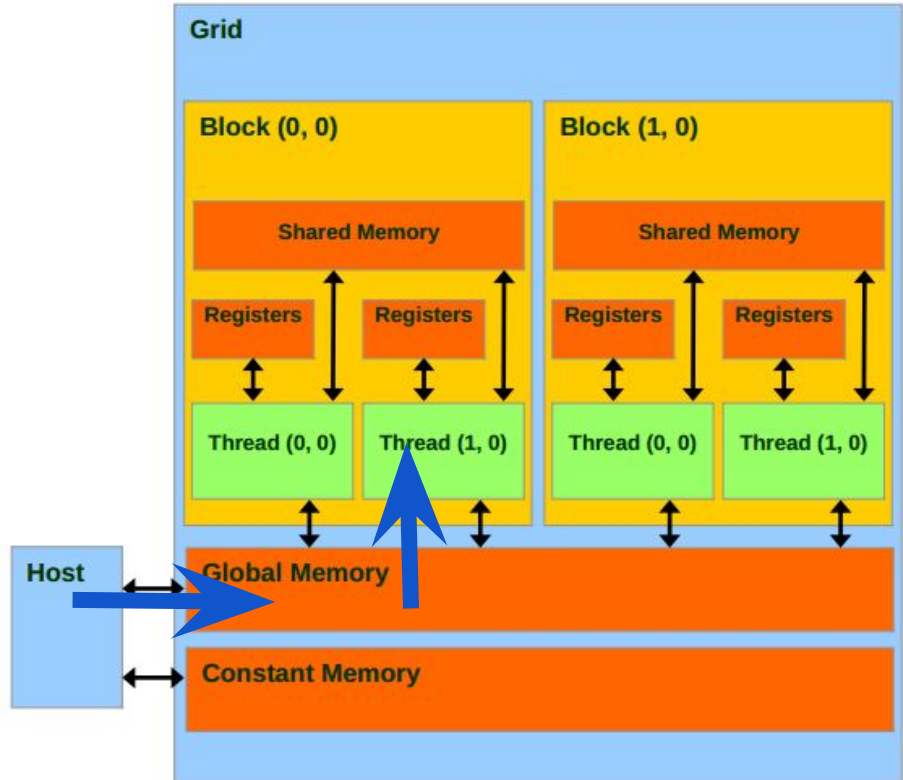 Grid
Block (0, 0)
Block (1, 0)
Shared Memory
Shared Memory
Registers
Registers
Registers
Registers
Thread (0, 0)
Thread (1, 0)
Thread (0, 0)
Thread (1, 0)
Host
Global Memory
Constant Memory